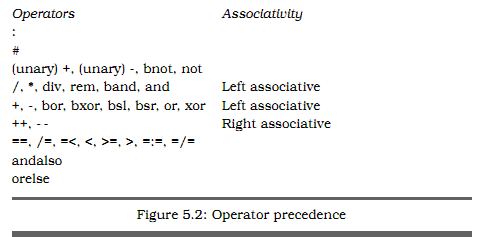 Operators Associativity
:
#
(unary) +, (unary) -, bnot, not
/, *, div, rem, band, and Left associative
+, -, bor, bxor, bsl, bsr, or, xor Left associative
++, -- Right associative
==, /=, =<, <, >=, >, =:=, =/=
andalso
orelse
Figure 5.2: Operator precedence